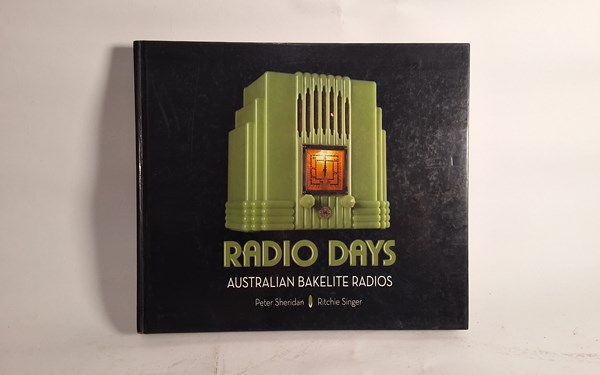 RADIO DAYS
AUSTRALIAN BAKELITE RADIOS
Peter Sheridan Ritchie Singer